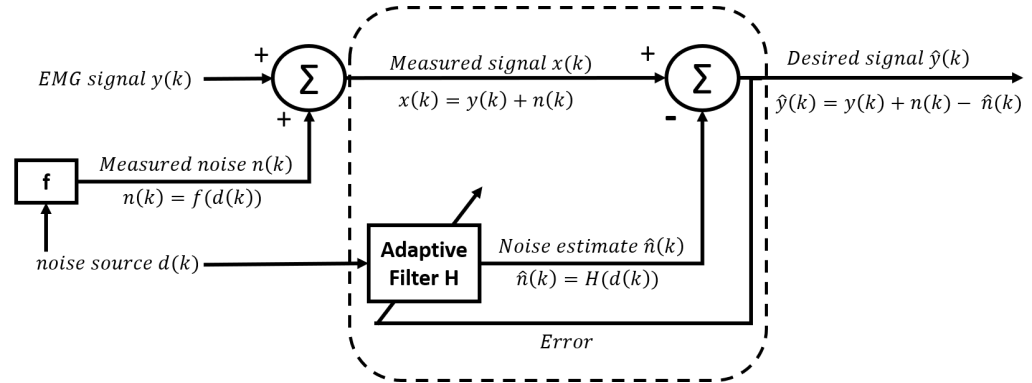 +
+
Σ
EMG signal y(k)
+
Measured signal x(k)
x(k) = y(k) + n(k)
+
-
Σ
Desired signal ŷ(k)
ŷ(k) = y(k) + n(k) − n̂(k)
f
Measured noise n(k)
n(k) = f(d(k))
noise source d(k)
Adaptive
Filter H
Noise estimate n̂(k)
n̂(k) = H(d(k))
Error